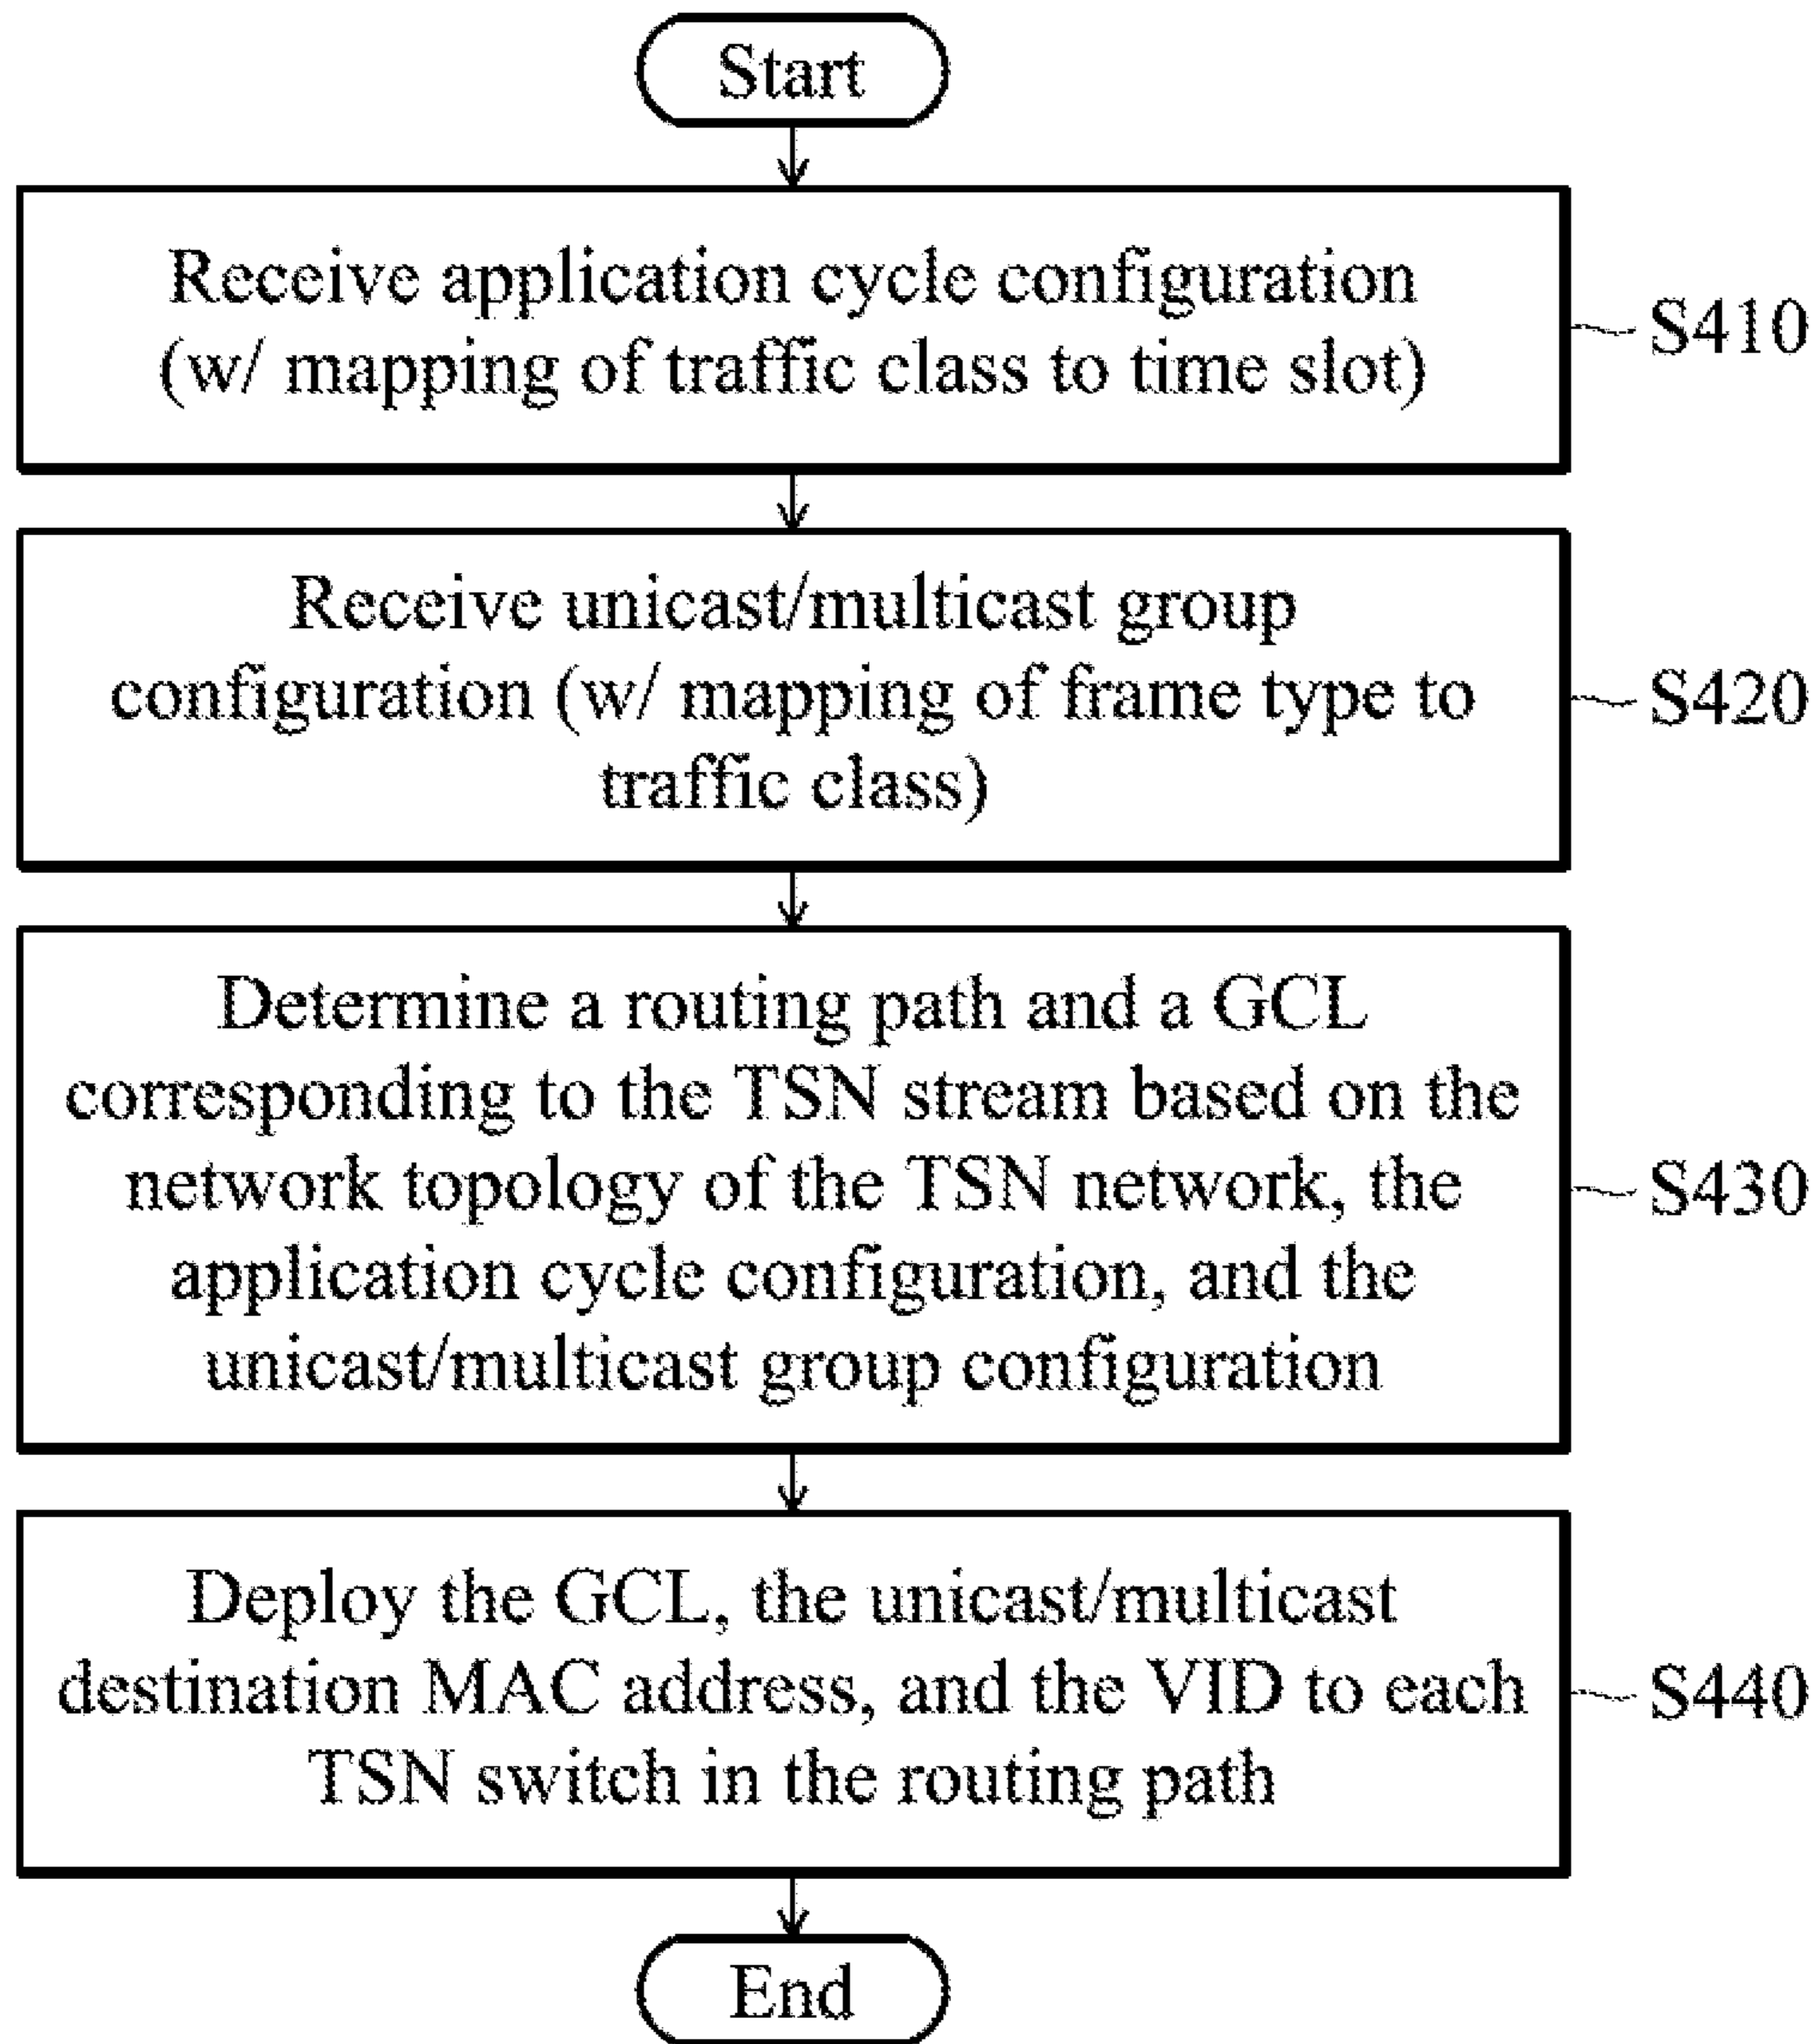 Start
Receive application cycle configuration
(w/ mapping of traffic class to time slot)
S410
Receive unicast/multicast group
configuration (w/ mapping of frame type to
traffic class)
S420
Determine a routing path and a GCL
corresponding to the TSN stream based on the
network topology of the TSN network, the
application cycle configuration, and the
unicast/multicast group configuration
S430
Deploy the GCL, the unicast/multicast
destination MAC address, and the VID to each
TSN switch in the routing path
S440
End